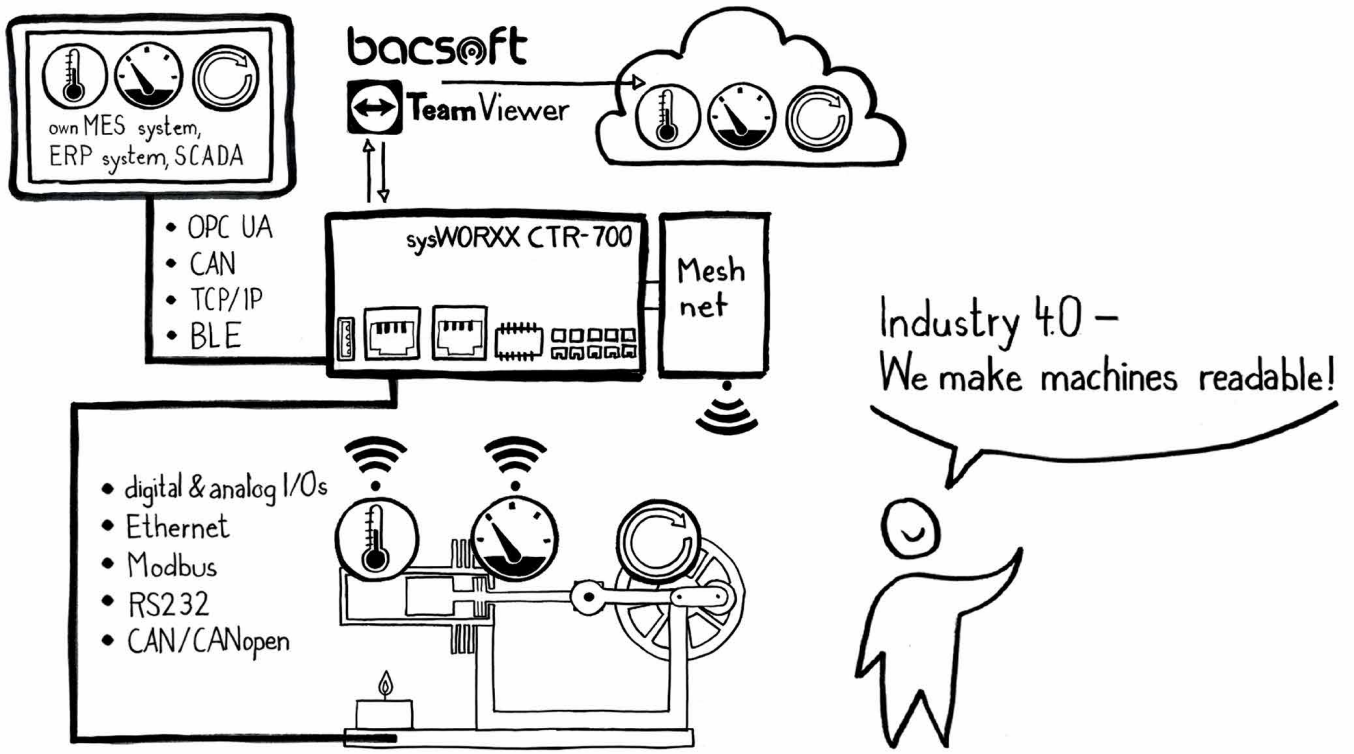 own MES system,
ERP system, SCADA
bacsoft
TeamViewer
• OPC UA
• CAN
• TCP/IP
• BLE
sysWORXX CTR-700
Mesh
net
Industry 4.0 –
We make machines readable!
• digital & analog I/Os
• Ethernet
• Modbus
• RS232
• CAN/CANopen